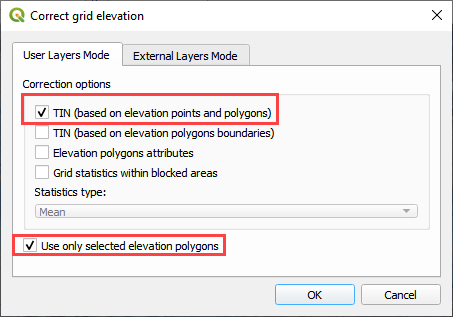 Correct grid elevation
User Layers Mode External Layers Mode
Correction options
TIN (based on elevation points and polygons)
TIN (based on elevation polygons boundaries)
Elevation polygons attributes
Grid statistics within blocked areas
Statistics type:
Mean
Use only selected elevation polygons
OK Cancel